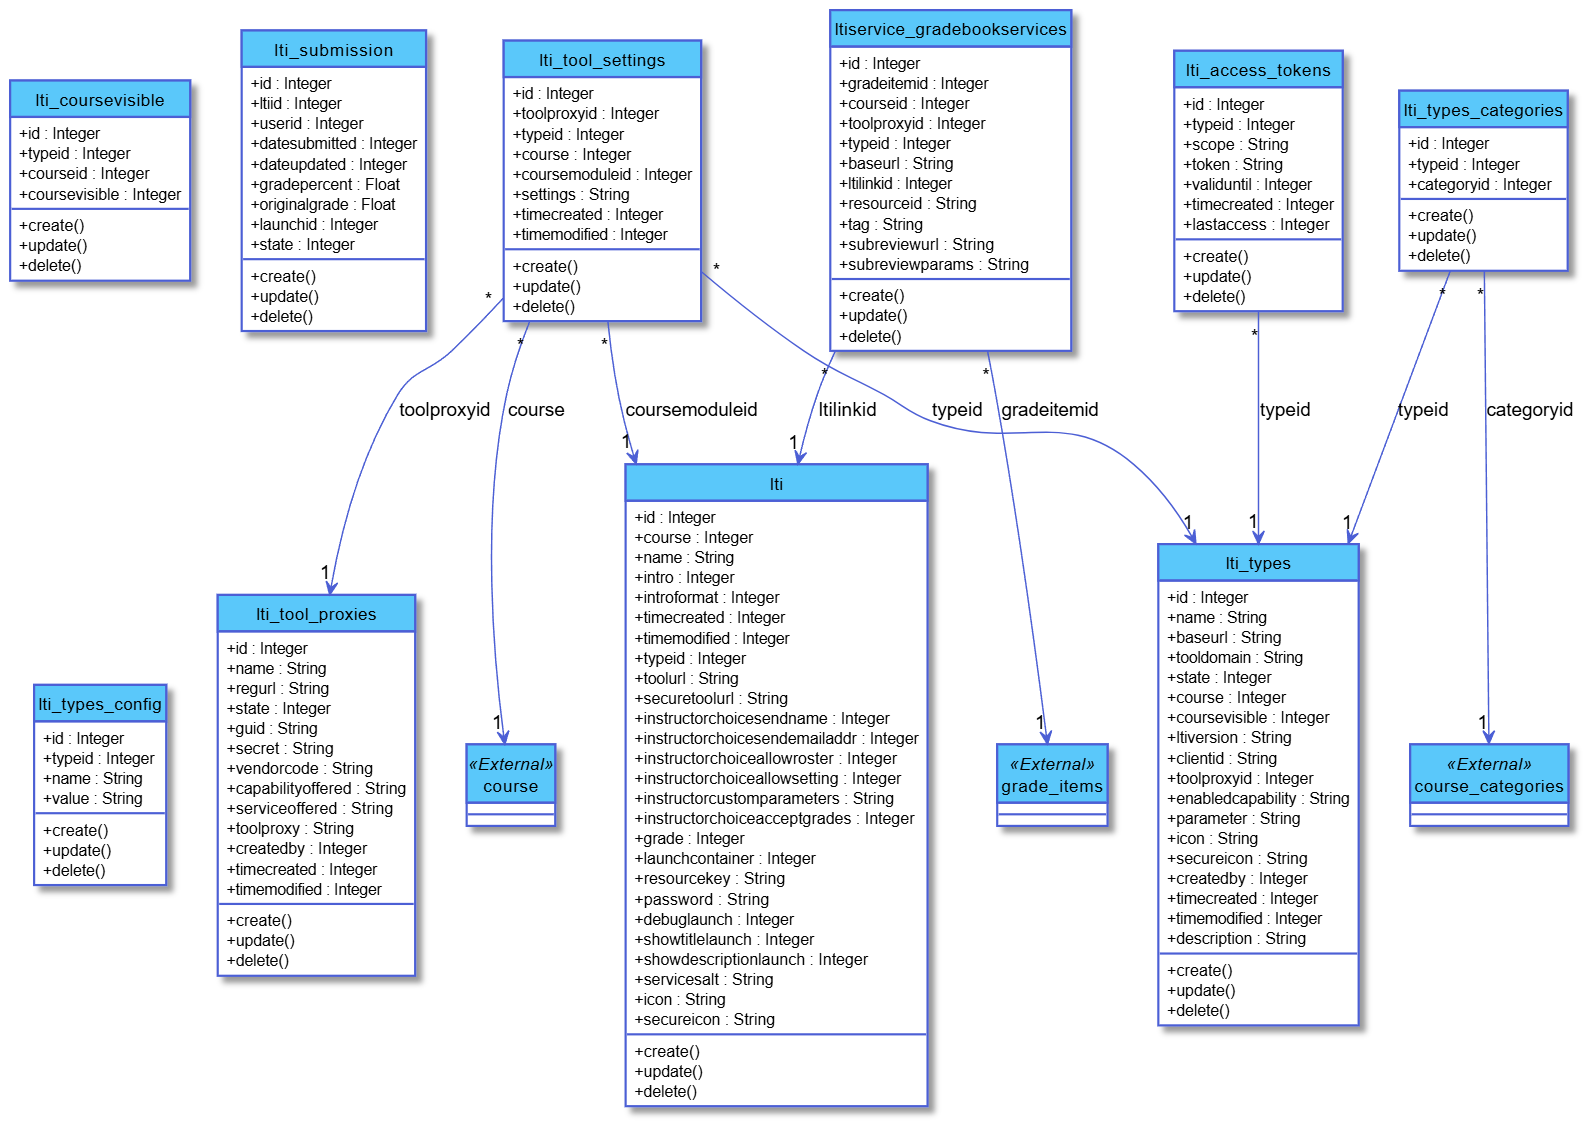 lti_coursevisible
+id : Integer
+typeid : Integer
+courseid : Integer
+coursevisible : Integer
+create()
+update()
+delete()
lti_submission
+id : Integer
+ltiid : Integer
+userid : Integer
+datesubmitted : Integer
+dateupdated : Integer
+gradepercent : Float
+originalgrade : Float
+launchid : Integer
+state : Integer
+create()
+update()
+delete()
lti_tool_settings
+id : Integer
+toolproxyid : Integer
+typeid : Integer
+course : Integer
+coursemoduleid : Integer
+settings : String
+timecreated : Integer
+timemodified : Integer
+create()
+update()
+delete()
ltiservice_gradebookservices
+id : Integer
+gradeitemid : Integer
+courseid : Integer
+toolproxyid : Integer
+typeid : Integer
+baseurl : String
+ltilinkid : Integer
+resourceid : String
+tag : String
+subreviewurl : String
+subreviewparams : String
+create()
+update()
+delete()
lti_access_tokens
+id : Integer
+typeid : Integer
+scope : String
+token : String
+validuntil : Integer
+timecreated : Integer
+lastaccess : Integer
+create()
+update()
+delete()
lti_types_categories
+id : Integer
+typeid : Integer
+categoryid : Integer
+create()
+update()
+delete()
*
*
*
*
*
*
*
*
*
toolproxyid
course
coursemoduleid
ltilinkid
typeid
gradeitemid
typeid
typeid
categoryid
1
1
1
1
1
1
1
1
1
lti_types_config
+id : Integer
+typeid : Integer
+name : String
+value : String
+create()
+update()
+delete()
lti_tool_proxies
+id : Integer
+name : String
+regurl : String
+state : Integer
+guid : String
+secret : String
+vendorcode : String
+capabilityoffered : String
+serviceoffered : String
+toolproxy : String
+createdby : Integer
+timecreated : Integer
+timemodified : Integer
+create()
+update()
+delete()
«External»
course
lti
+id : Integer
+course : Integer
+name : String
+intro : Integer
+introformat : Integer
+timecreated : Integer
+timemodified : Integer
+typeid : Integer
+toolurl : String
+securetoolurl : String
+instructorchoicesendname : Integer
+instructorchoicesendemailaddr : Integer
+instructorchoiceallowroster : Integer
+instructorchoiceallowsetting : Integer
+instructorcustomparameters : String
+instructorchoiceacceptgrades : Integer
+grade : Integer
+launchcontainer : Integer
+resourcekey : String
+password : String
+debuglaunch : Integer
+showtitlelaunch : Integer
+showdescriptionlaunch : Integer
+servicesalt : String
+icon : String
+secureicon : String
+create()
+update()
+delete()
«External»
grade_items
lti_types
+id : Integer
+name : String
+baseurl : String
+tooldomain : String
+state : Integer
+course : Integer
+coursevisible : Integer
+ltiversion : String
+clientid : String
+toolproxyid : Integer
+enabledcapability : String
+parameter : String
+icon : String
+secureicon : String
+createdby : Integer
+timecreated : Integer
+timemodified : Integer
+description : String
+create()
+update()
+delete()
«External»
course_categories